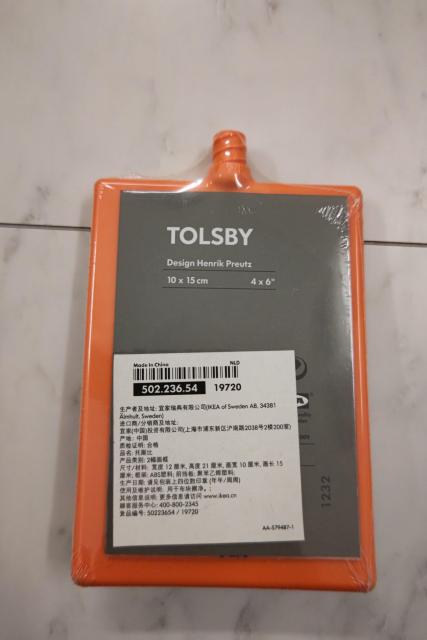 TOLSBY
Design Henrik Preutz
10 x 15 cm 4 x 6"
Made in China NLD
502.236.54 19720
生产者及地址: 宜家瑞典有限公司(IKEA of Sweden AB, 34381
Älmhult, Sweden)
进口商/分销商及地址:
宜家(中国)投资有限公司(上海市浦东新区沪南路2038号2楼200室)
产地: 中国
质检证明: 合格
品名: 托斯比
产品类别: 2幅画框
尺寸/材料: 宽度 12 厘米, 高度 21 厘米, 画宽 10 厘米, 画长 15
厘米; 框架: ABS塑料; 前挡板: 聚苯乙烯塑料;
生产日期: 请见包装上四位数印章 (年年/周周)
使用及维护说明: 用干布抹擦净。;
其他信息说明: 更多信息请访问 www.ikea.cn
顾客服务中心: 400-800-2345
货品编号: 50223654 / 19720
AA-579487-1
1232